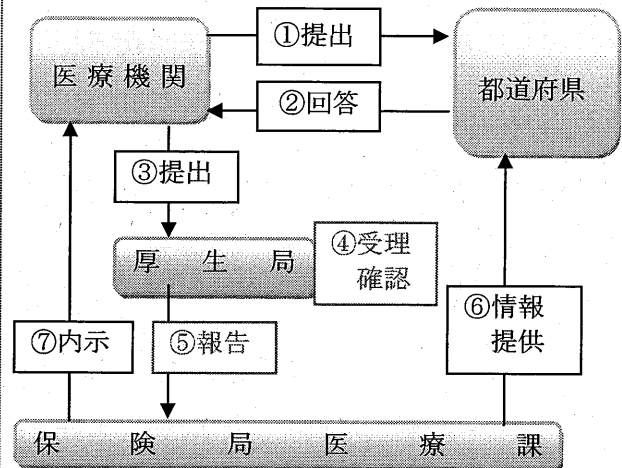 ①提出
医療機関
都道府県
②回答
③提出
厚生局
④受理
確認
⑥情報
提供
⑦内示
⑤報告
保険局医療課